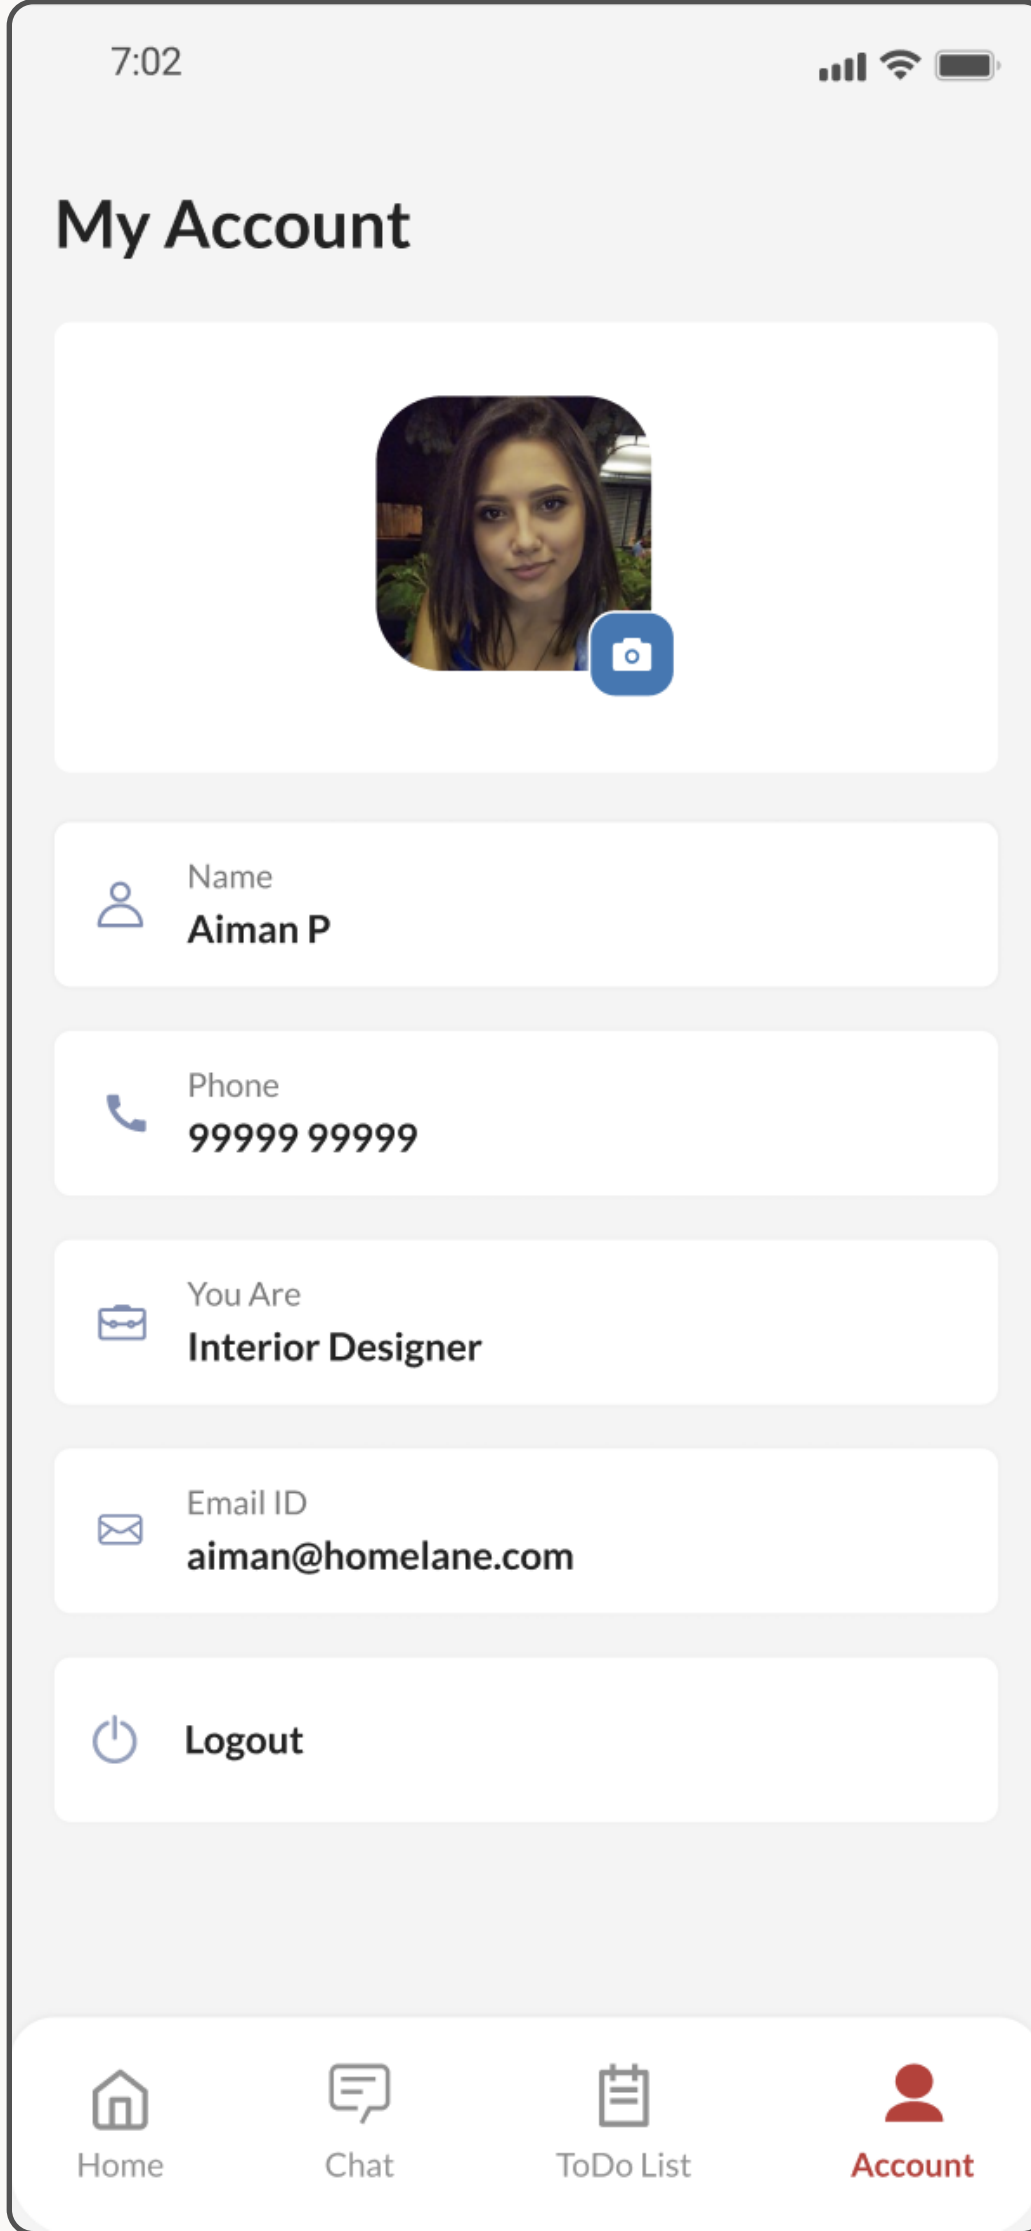 7:02
My Account
Name
Aiman P
Phone
99999 99999
You Are
Interior Designer
Email ID
aiman@homelane.com
Logout
Home
Chat
ToDo List
Account